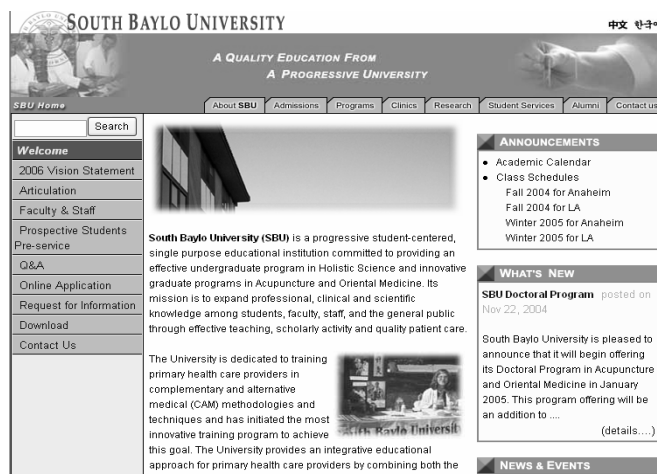 SOUTH BAYLO UNIVERSITY
中文 한국어
A QUALITY EDUCATION FROM
A PROGRESSIVE UNIVERSITY
SBU Home
About SBU Admissions Programs Clinics Research Student Services Alumni Contact us
Search
Welcome
2006 Vision Statement
Articulation
Faculty & Staff
Prospective Students
Pre-service
Q&A
Online Application
Request for Information
Download
Contact Us
South Baylo University (SBU) is a progressive student-centered,
single purpose educational institution committed to providing an
effective undergraduate program in Holistic Science and innovative
graduate programs in Acupuncture and Oriental Medicine. Its
mission is to expand professional, clinical and scientific
knowledge among students, faculty, staff, and the general public
through effective teaching, scholarly activity and quality patient care.
The University is dedicated to training
primary health care providers in
complementary and alternative
medical (CAM) methodologies and
techniques and has initiated the most
innovative training program to achieve
this goal. The University provides an integrative educational
approach for primary health care providers by combining both the
South Baylo Universit
ANNOUNCEMENTS
• Academic Calendar
• Class Schedules
Fall 2004 for Anaheim
Fall 2004 for LA
Winter 2005 for Anaheim
Winter 2005 for LA
WHAT'S NEW
SBU Doctoral Program posted on
Nov 22, 2004
South Baylo University is pleased to
announce that it will begin offering
its Doctoral Program in Acupuncture
and Oriental Medicine in January
2005. This program offering will be
an addition to ....
(details....)
NEWS & EVENTS